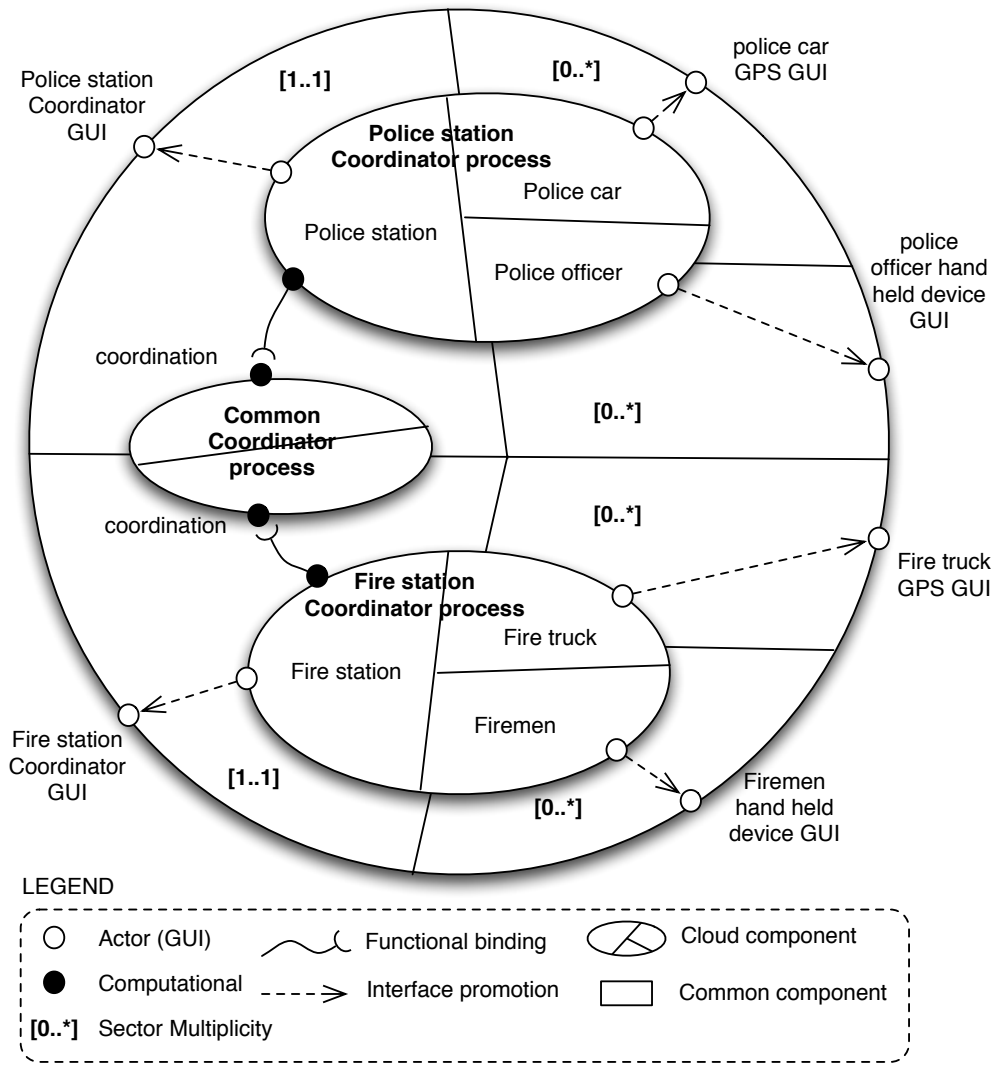 police car
GPS GUI
Police station
Coordinator
GUI
[1..1]
[0..*]
Police station
Coordinator process
Police car
Police station
Police officer
police
officer hand
held device
GUI
coordination
[0..*]
Common
Coordinator
process
coordination
[0..*]
Fire truck
GPS GUI
Fire station
Coordinator process
Fire truck
Fire station
Firemen
Fire station
Coordinator
GUI
[1..1]
[0..*]
Firemen
hand held
device GUI
LEGEND
Actor (GUI)
Functional binding
Cloud component
Computational
Interface promotion
Common component
[0..*] Sector Multiplicity